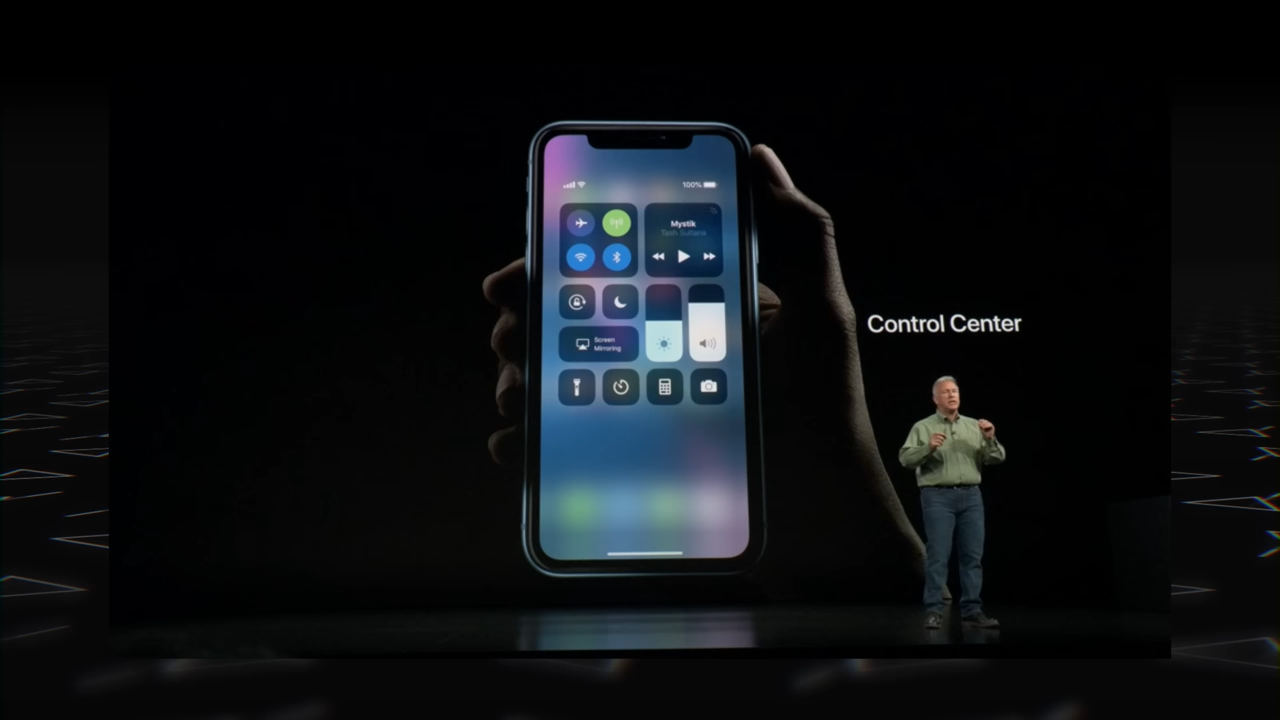 100%
Mystik
Tash Sultana
Screen
Mirroring
Control Center